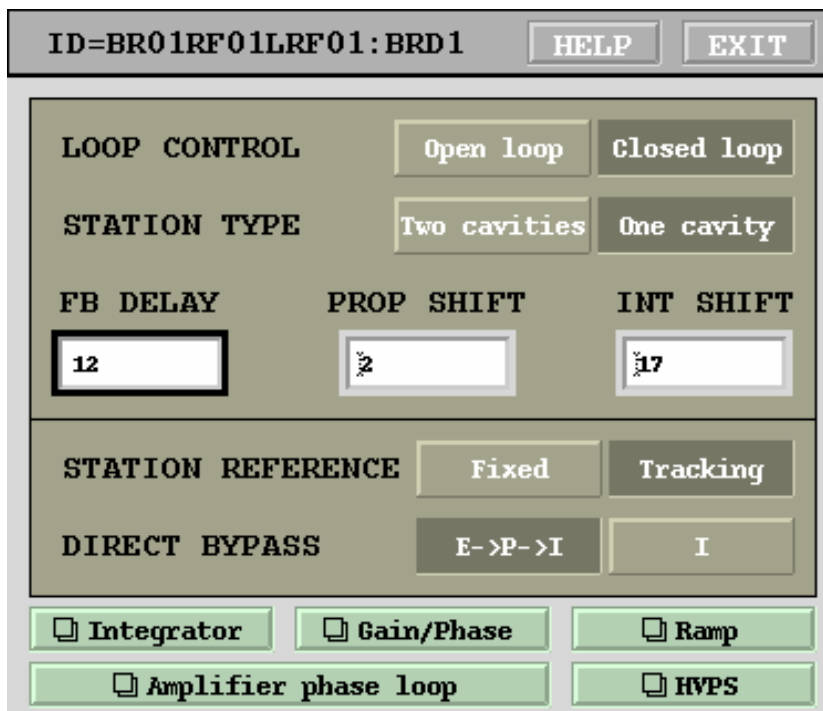 ID=BR01RF01LRF01:BRD1 HELP EXIT
LOOP CONTROL Open loop Closed loop
STATION TYPE Two cavities One cavity
FB DELAY PROP SHIFT INT SHIFT
12 2 17
STATION REFERENCE Fixed Tracking
DIRECT BYPASS E->P->I I
Integrator Gain/Phase Ramp
Amplifier phase loop HVPS